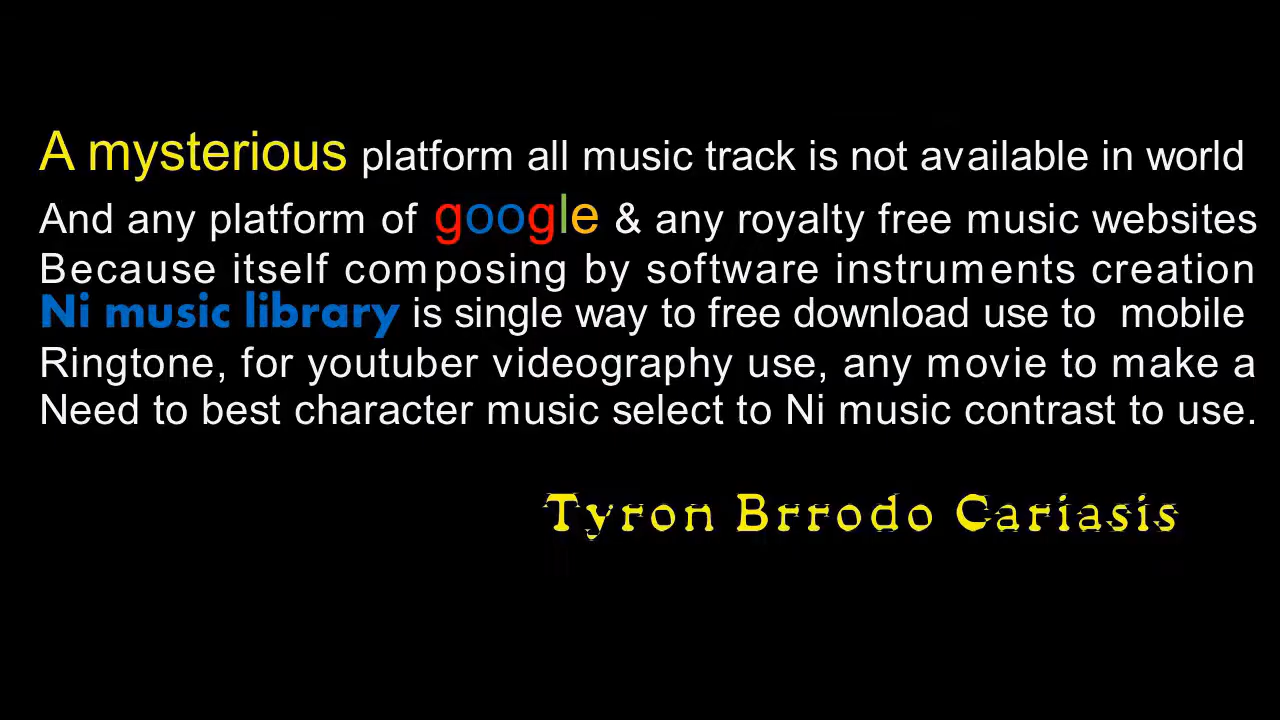 A mysterious platform all music track is not available in world
And any platform of google & any royalty free music websites
Because itself composing by software instruments creation
Ni music library is single way to free download use to mobile
Ringtone, for youtuber videography use, any movie to make a
Need to best character music select to Ni music contrast to use.
Tyron Brrodo Cariasis